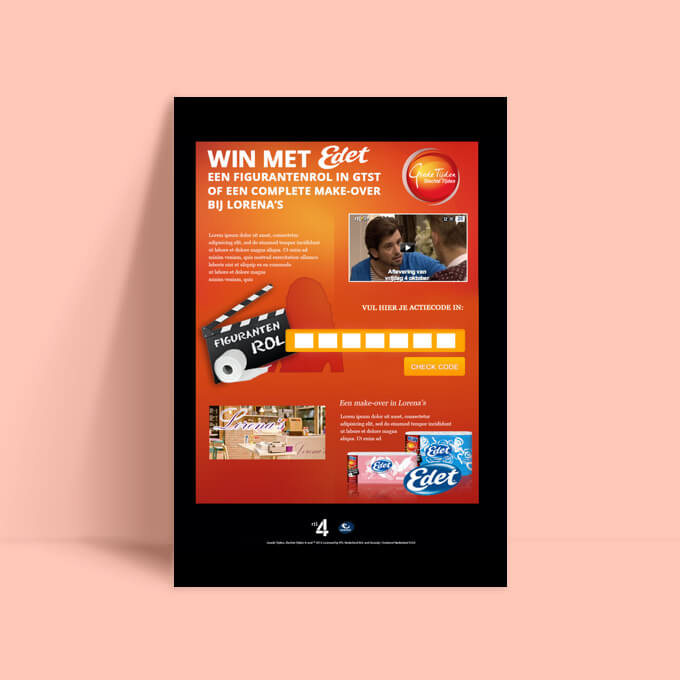 WIN MET Edet
EEN FIGURANTENROL IN GTST
OF EEN COMPLETE MAKE-OVER
BIJ LORENA'S
Goede Tijden
Slechte Tijden
Lorem ipsum dolor sit amet, consectetur
adipisicing elit, sed do eiusmod tempor incididunt
ut labore et dolore magna aliqua. Ut enim ad
minim veniam, quis nostrud exercitation ullamco
laboris nisi ut aliquip ex ea commodo
ut labore et dolore magna
minim veniam, quis
Aflevering van
vrijdag 4 oktober
VUL HIER JE ACTIECODE IN:
FIGURANTEN
ROL
CHECK CODE
Lorena's
Lorena's
Een make-over in Lorena's
Lorem ipsum dolor sit amet, consectetur
adipisicing elit, sed do eiusmod tempor incididunt
ut labore et dolore magna
aliqua. Ut enim ad
Edet
Edet
Edet
rtl 4